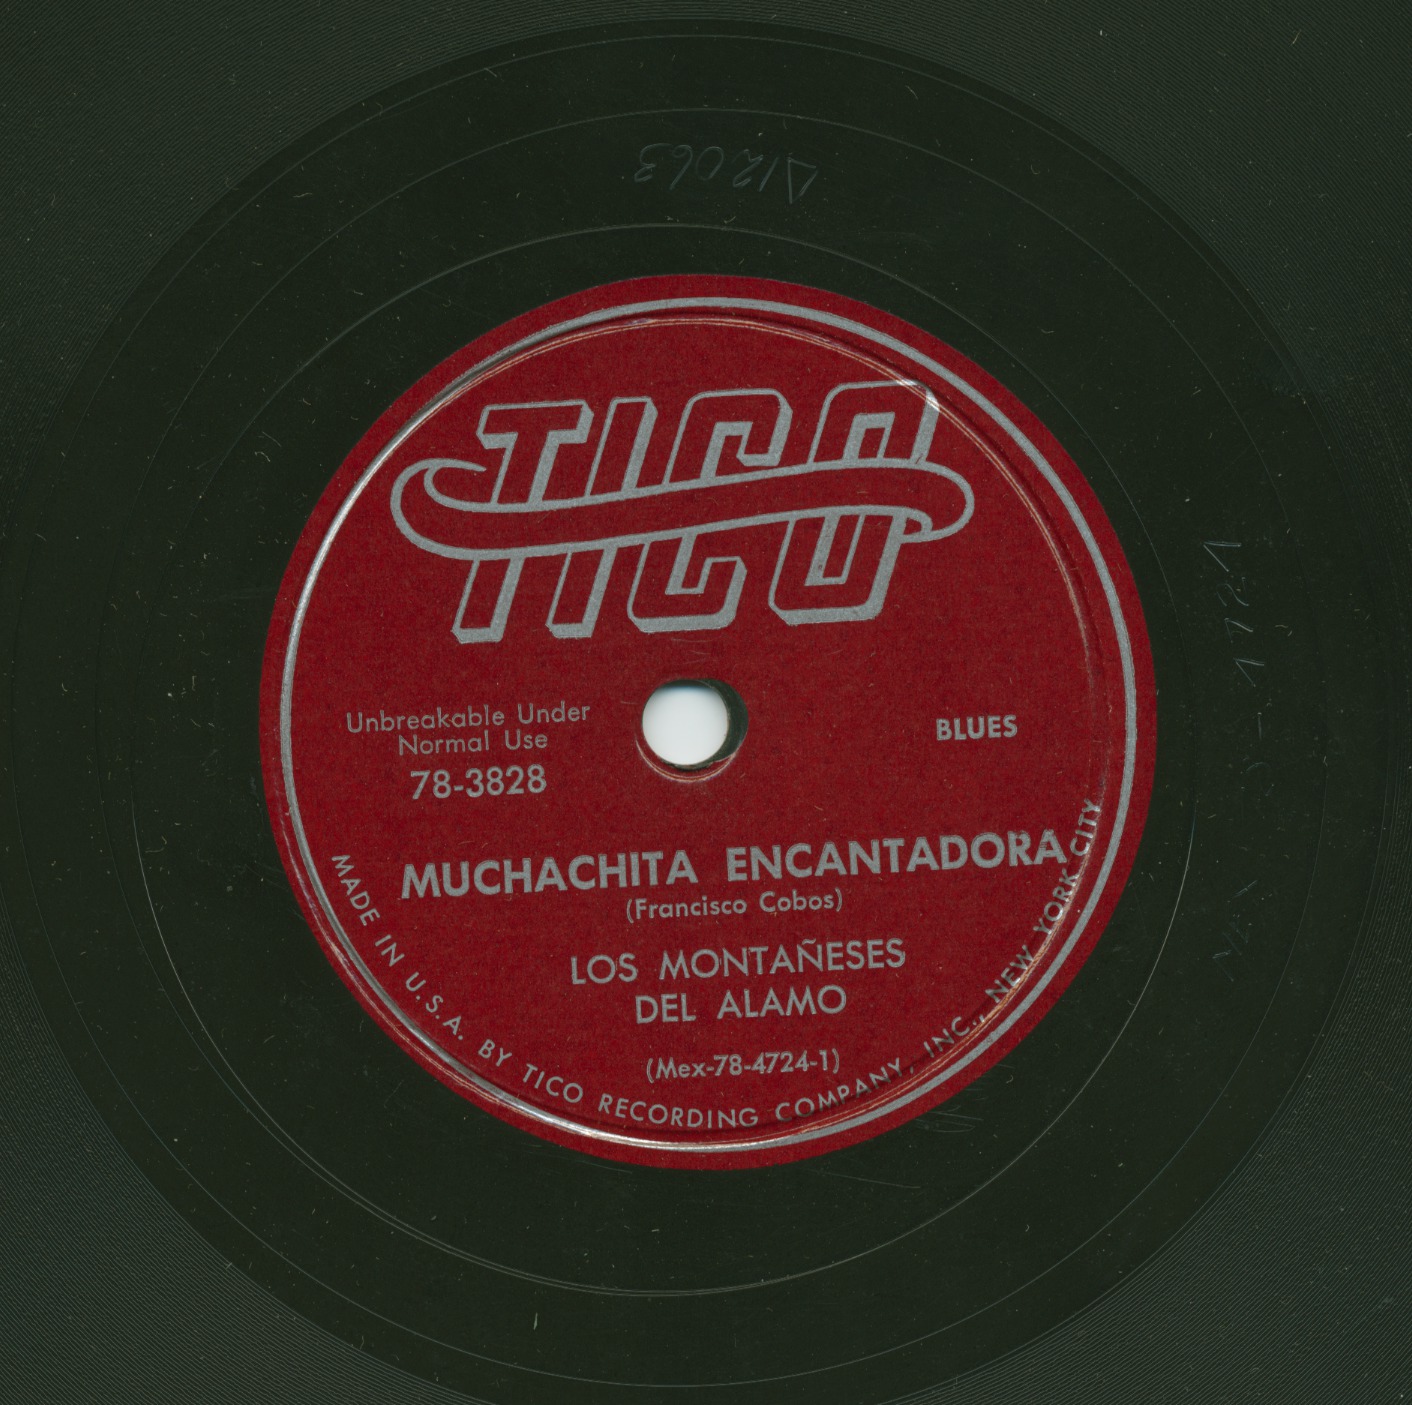 Δ12063
TICO
Unbreakable Under
Normal Use
78-3828
BLUES
MUCHACHITA ENCANTADORA
(Francisco Cobos)
LOS MONTAÑESES
DEL ALAMO
(Mex-78-4724-1)
MADE IN U.S.A. BY TICO RECORDING COMPANY, INC., NEW YORK CITY